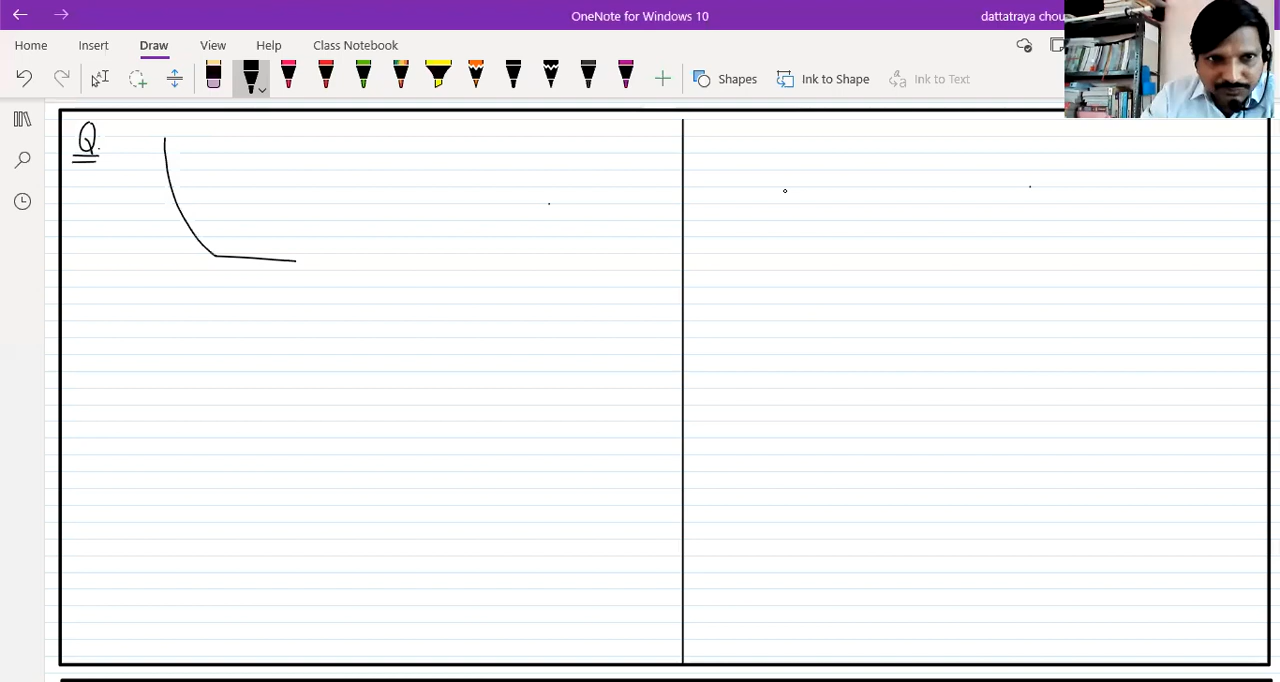 OneNote for Windows 10
dattatraya chou
Home Insert Draw View Help Class Notebook
Shapes Ink to Shape Ink to Text
Q.